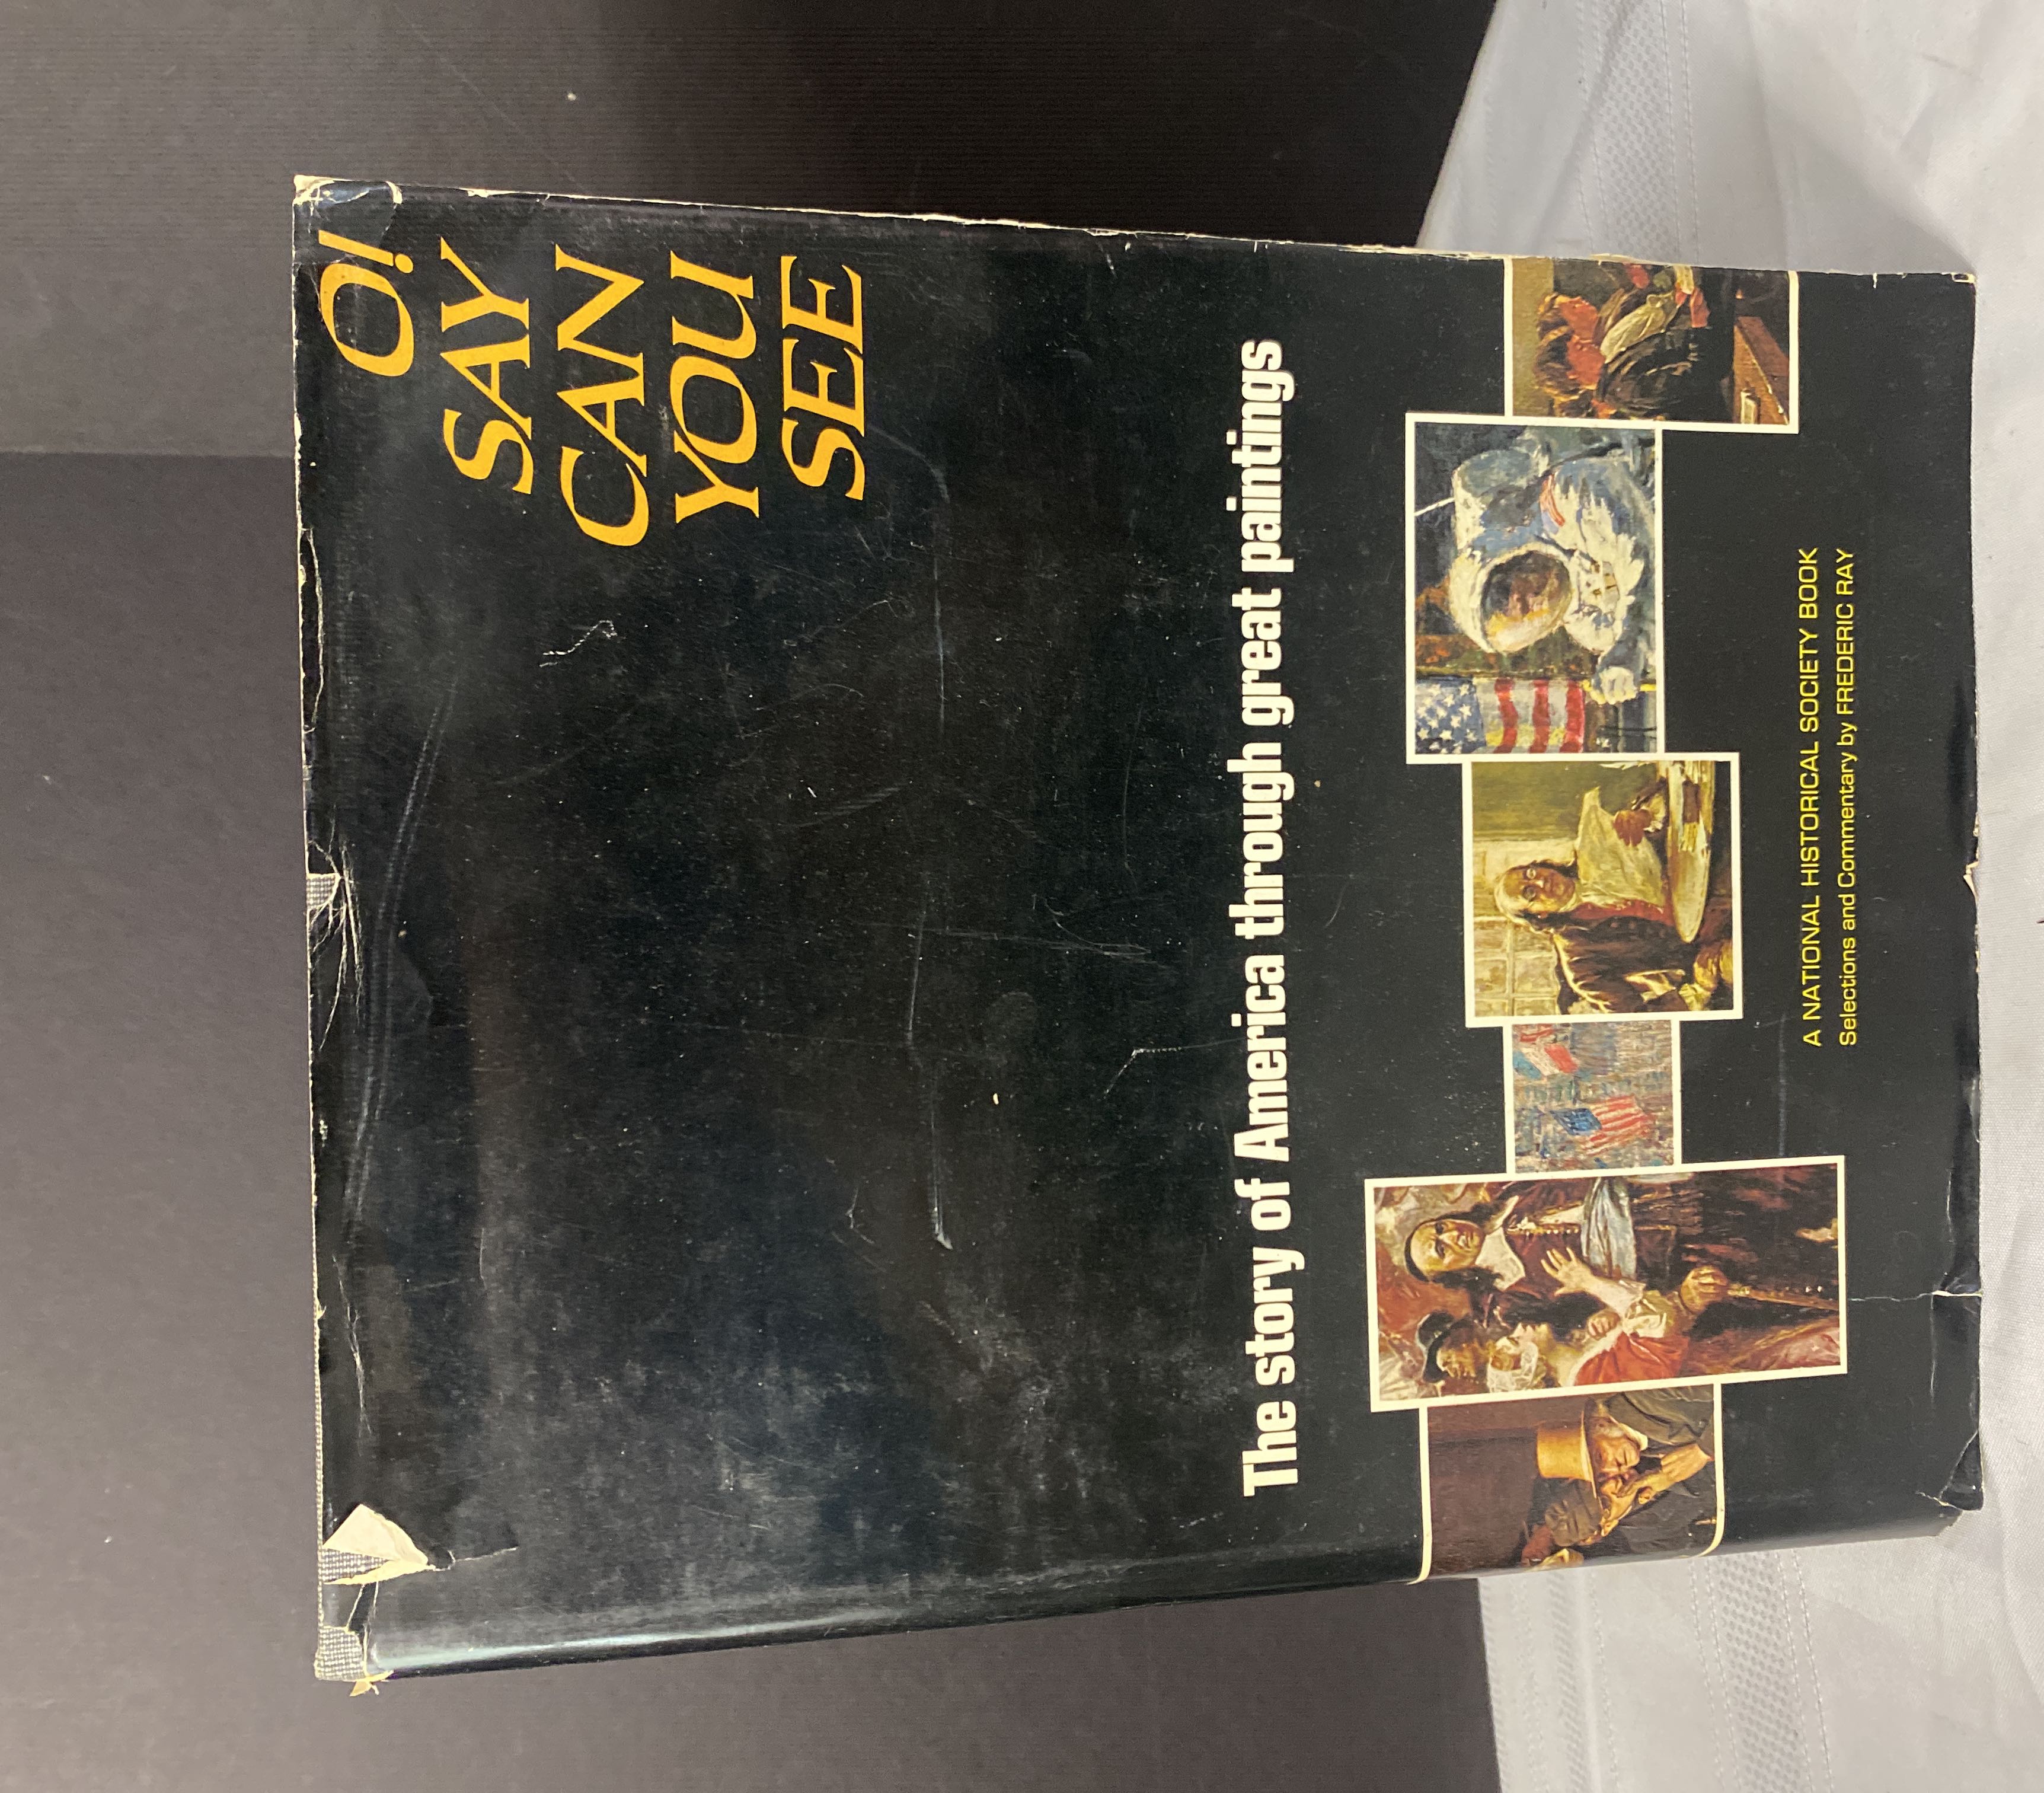 O!
SAY
CAN
YOU
SEE
The story of America through great paintings
A NATIONAL HISTORICAL SOCIETY BOOK
Selections and Commentary by FREDERIC RAY